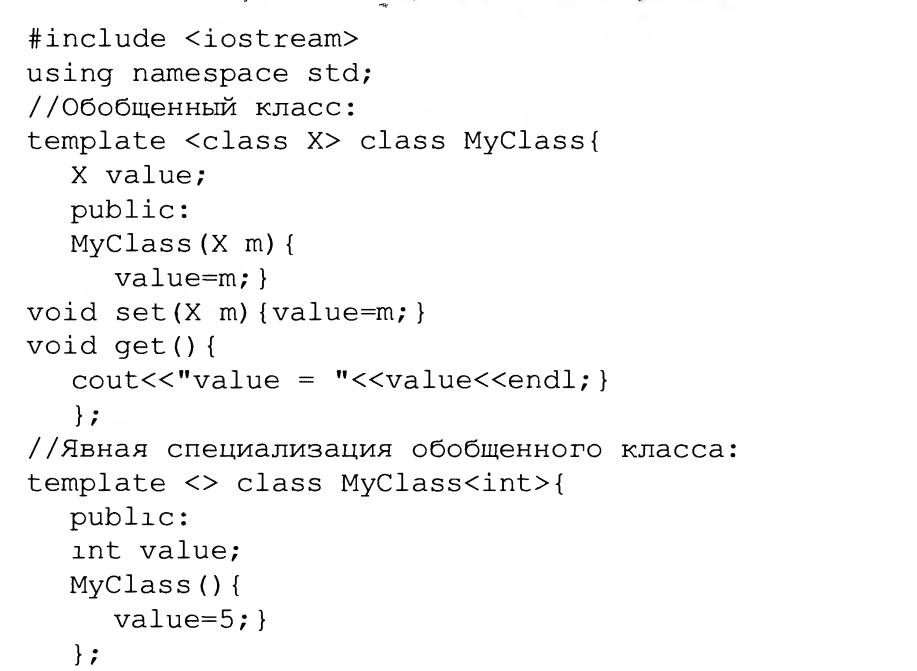 #include <iostream>
using namespace std;
//Обобщенный класс:
template <class X> class MyClass{
X value;
public:
MyClass(X m){
value=m;}
void set(X m){value=m;}
void get(){
cout<<"value = "<<value<<endl;}
};
//Явная специализация обобщенного класса:
template <> class MyClass<int>{
public:
int value;
MyClass(){
value=5;}
};